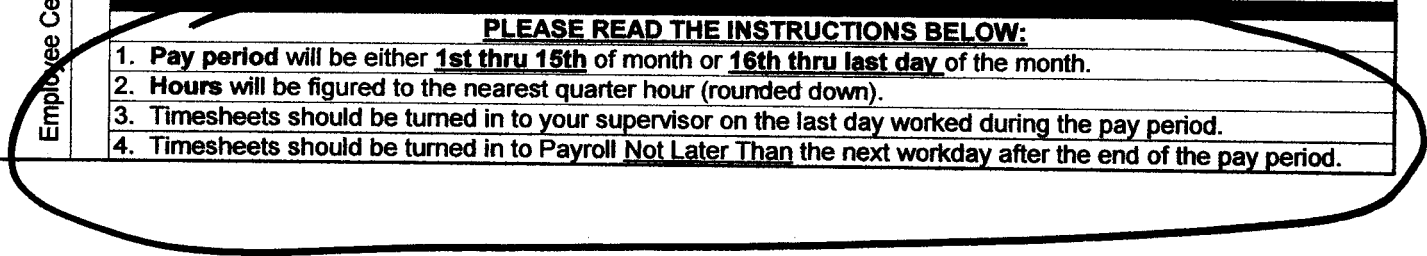 PLEASE READ THE INSTRUCTIONS BELOW:
1. Pay period will be either 1st thru 15th of month or 16th thru last day of the month.
2. Hours will be figured to the nearest quarter hour (rounded down).
3. Timesheets should be turned in to your supervisor on the last day worked during the pay period.
4. Timesheets should be turned in to Payroll Not Later Than the next workday after the end of the pay period.
Employee Ce